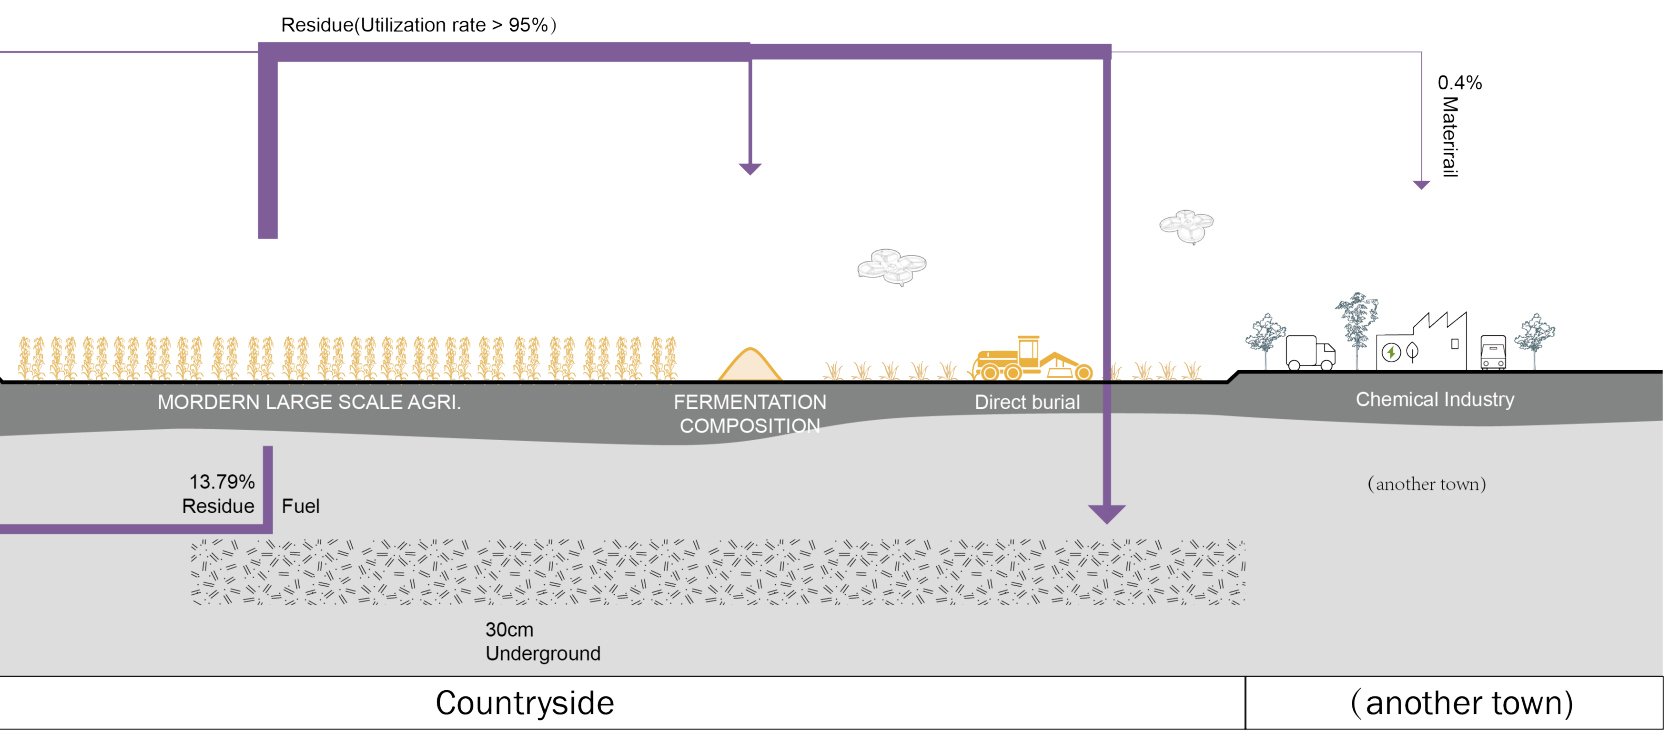 Residue(Utilization rate > 95%）
0.4%
Materirail
MORDERN LARGE SCALE AGRI.
FERMENTATION
COMPOSITION
Direct burial
Chemical Industry
13.79%
Residue
Fuel
（another town）
30cm
Underground
Countryside
（another town)